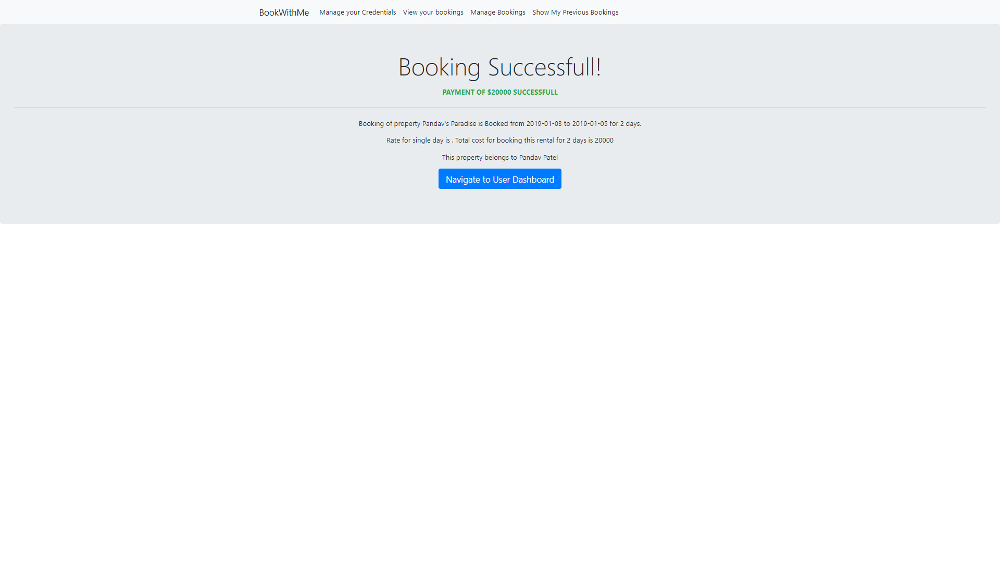 BookWithMe Manage your Credentials View your bookings Manage Bookings Show My Previous Bookings
Booking Successfull!
PAYMENT OF $20000 SUCCESSFULL
Booking of property Pandav's Paradise is Booked from 2019-01-03 to 2019-01-05 for 2 days.
Rate for single day is . Total cost for booking this rental for 2 days is 20000
This property belongs to Pandav Patel
Navigate to User Dashboard